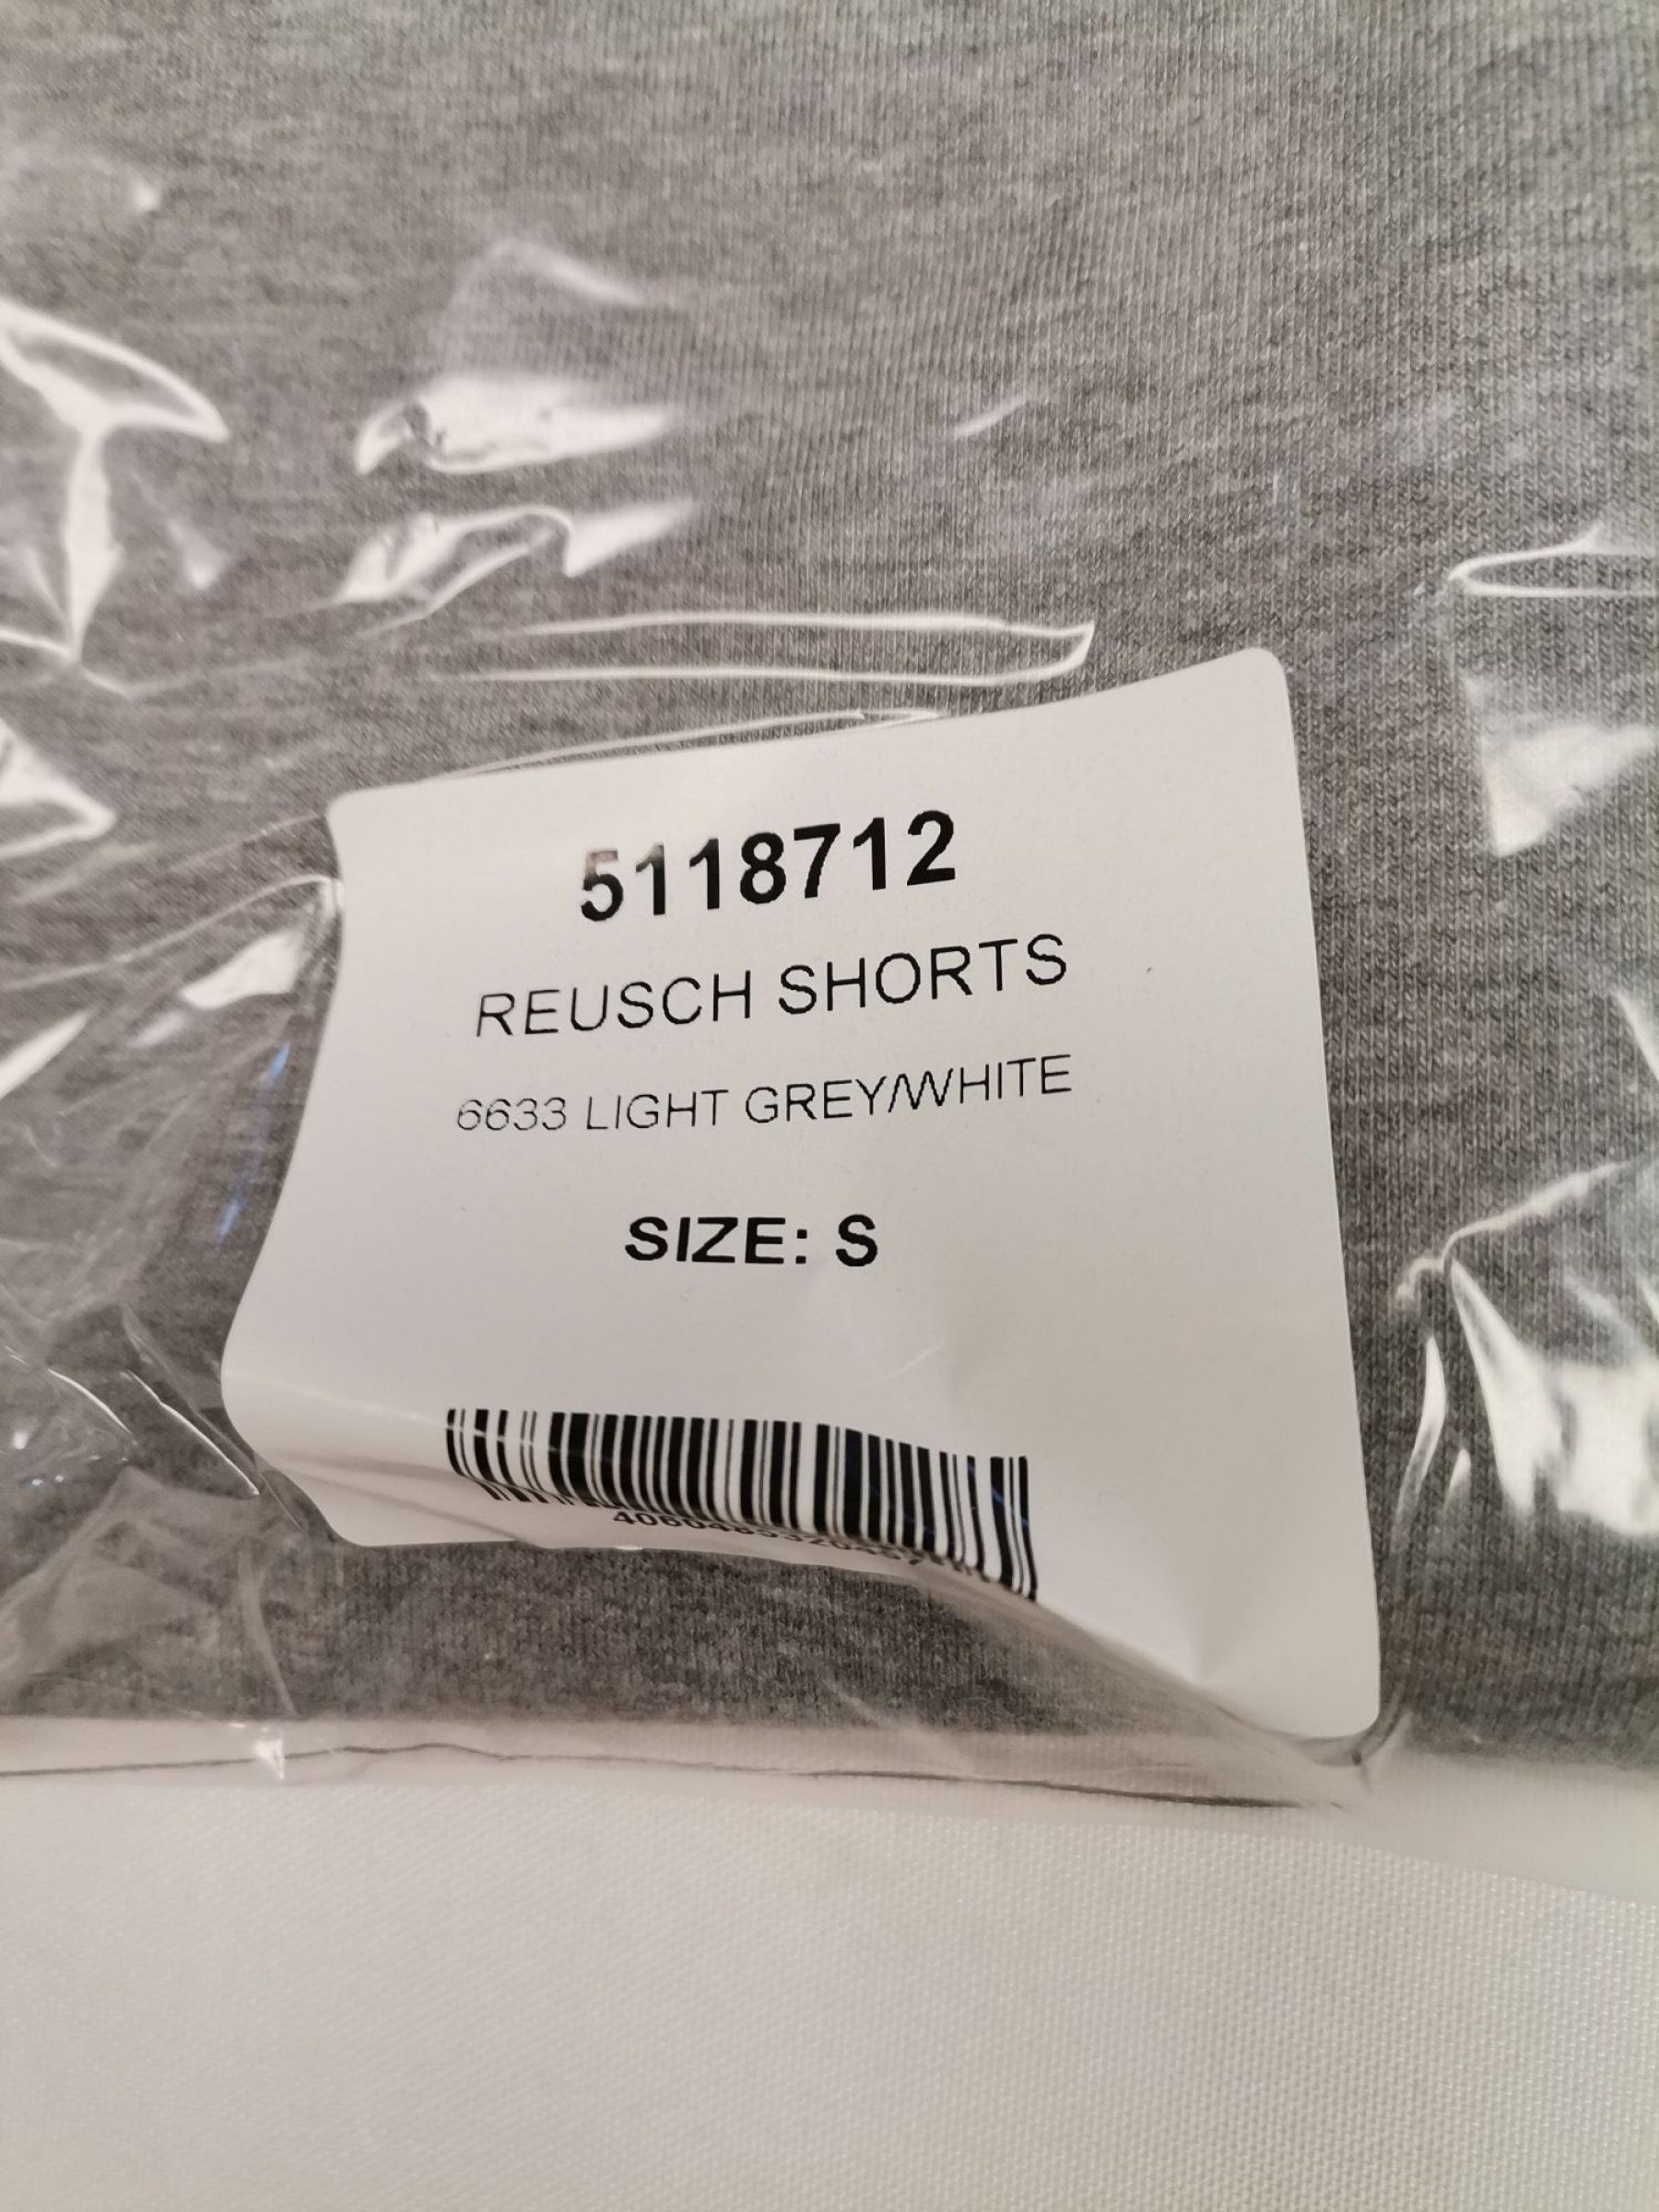 5118712
REUSCH SHORTS
6633 LIGHT GREY/WHITE
SIZE: S